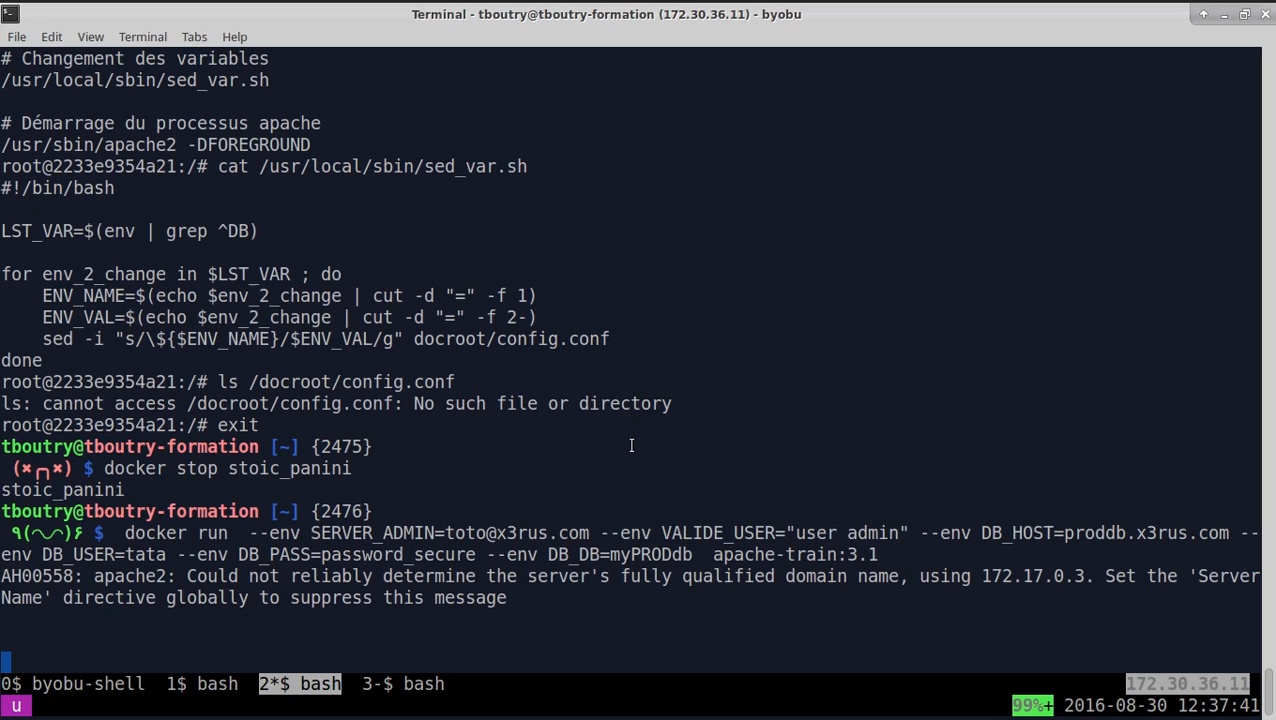 Terminal - tboutry@tboutry-formation (172.30.36.11) - byobu
File Edit View Terminal Tabs Help
# Changement des variables
/usr/local/sbin/sed_var.sh
# Démarrage du processus apache
/usr/sbin/apache2 -DFOREGROUND
root@2233e9354a21:/# cat /usr/local/sbin/sed_var.sh
#!/bin/bash
LST_VAR=$(env | grep ^DB)
for env_2_change in $LST_VAR ; do
    ENV_NAME=$(echo $env_2_change | cut -d "=" -f 1)
    ENV_VAL=$(echo $env_2_change | cut -d "=" -f 2-)
    sed -i "s/\${$ENV_NAME}/$ENV_VAL/g" docroot/config.conf
done
root@2233e9354a21:/# ls /docroot/config.conf
ls: cannot access /docroot/config.conf: No such file or directory
root@2233e9354a21:/# exit
tboutry@tboutry-formation [~] {2475}
(✖╭╮✖) $ docker stop stoic_panini
stoic_panini
tboutry@tboutry-formation [~] {2476}
٩(◠◡◠)۶ $  docker run  --env SERVER_ADMIN=toto@x3rus.com --env VALIDE_USER="user admin" --env DB_HOST=proddb.x3rus.com --
env DB_USER=tata --env DB_PASS=password_secure --env DB_DB=myPRODdb  apache-train:3.1
AH00558: apache2: Could not reliably determine the server's fully qualified domain name, using 172.17.0.3. Set the 'Server
Name' directive globally to suppress this message
0$ byobu-shell 1$ bash 2*$ bash 3-$ bash 172.30.36.11
u 99%+ 2016-08-30 12:37:41